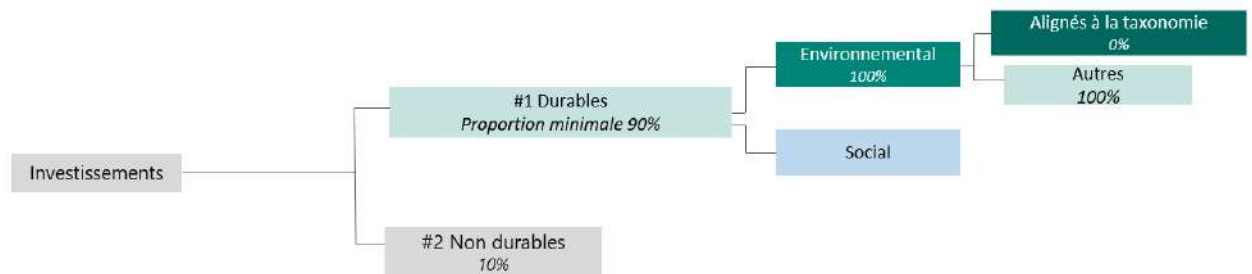 Alignés à la taxonomie
0%
Environnemental
100%
Autres
100%
#1 Durables
Proportion minimale 90%
Social
Investissements
#2 Non durables
10%